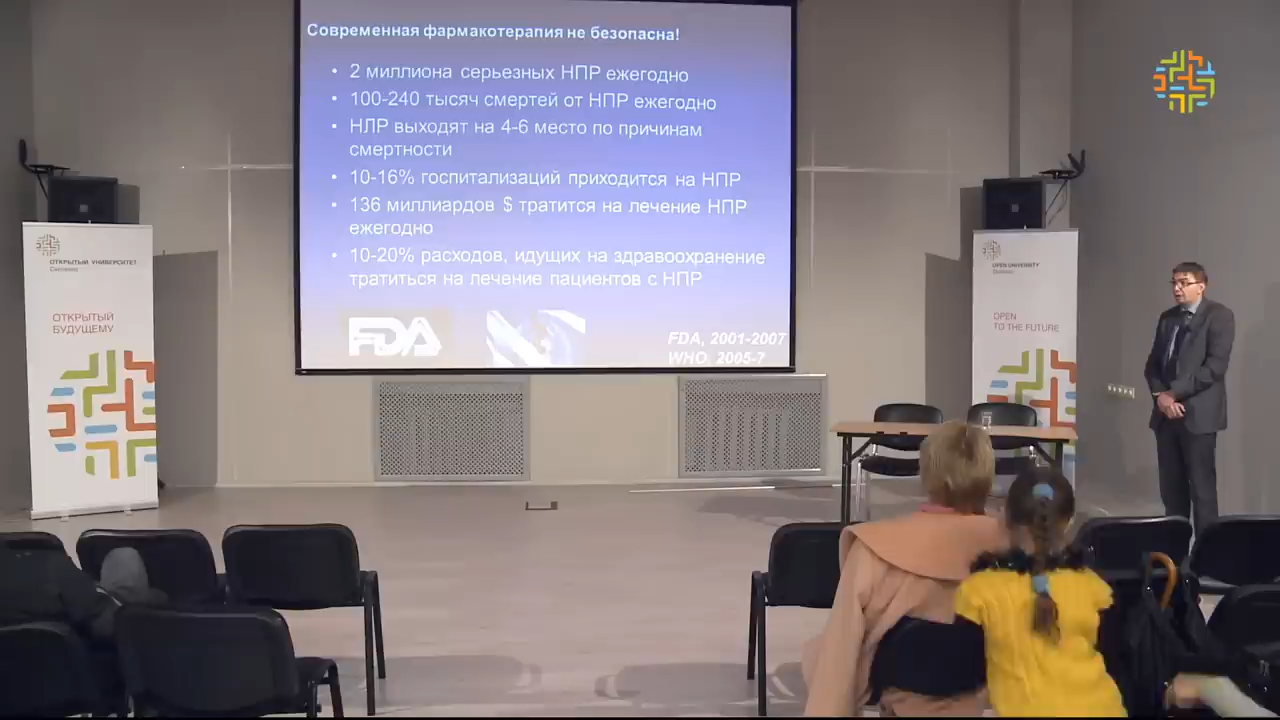 Современная фармакотерапия не безопасна!
• 2 миллиона серьезных НПР ежегодно
• 100-240 тысяч смертей от НПР ежегодно
• НЛР выходят на 4-6 место по причинам
смертности
• 10-16% госпитализаций приходится на НПР
• 136 миллиардов $ тратится на лечение НПР
ежегодно
• 10-20% расходов, идущих на здравоохранение
тратиться на лечение пациентов с НПР
FDA
FDA, 2001-2007
WHO, 2005-7
ОТКРЫТЫЙ УНИВЕРСИТЕТ
Сколково
ОТКРЫТЫЙ
БУДУЩЕМУ
OPEN UNIVERSITY
Skolkovo
OPEN
TO THE FUTURE